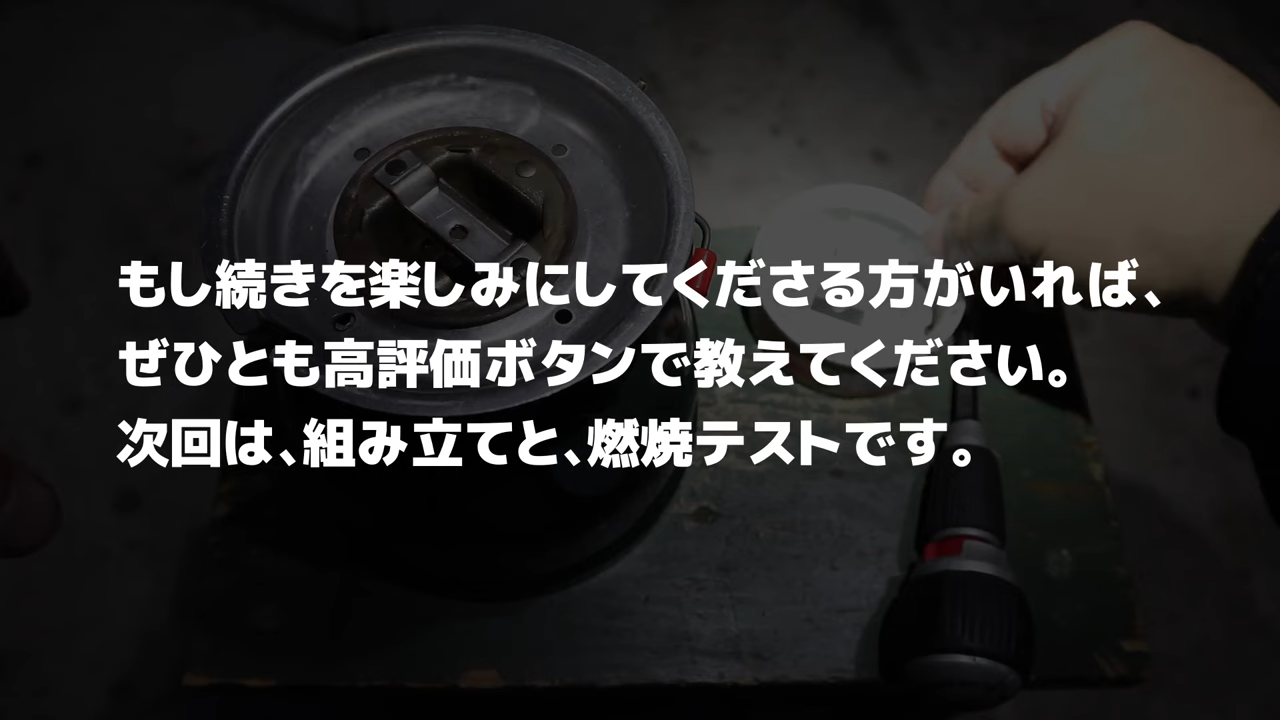 もし続きを楽しみにしてくださる方がいれば、
ぜひとも高評価ボタンで教えてください。
次回は、組み立てと、燃焼テストです。